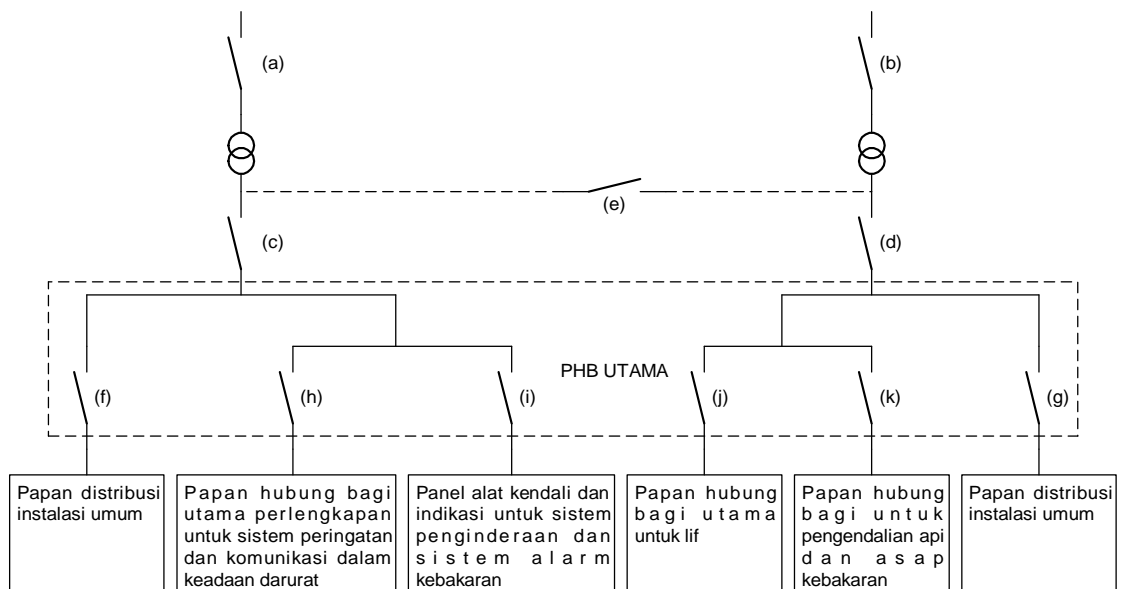 (a)
(b)
(e)
(c)
(d)
PHB UTAMA
(f)
(h)
(i)
(j)
(k)
(g)
Papan distribusi
instalasi umum
Papan hubung bagi
utama perlengkapan
untuk sistem peringatan
dan komunikasi dalam
keadaan darurat
Panel alat kendali dan
indikasi untuk sistem
penginderaan dan
sistem alarm
kebakaran
Papan hubung
bagi utama
untuk lif
Papan hubung
bagi untuk
pengendalian api
dan asap
kebakaran
Papan distribusi
instalasi umum